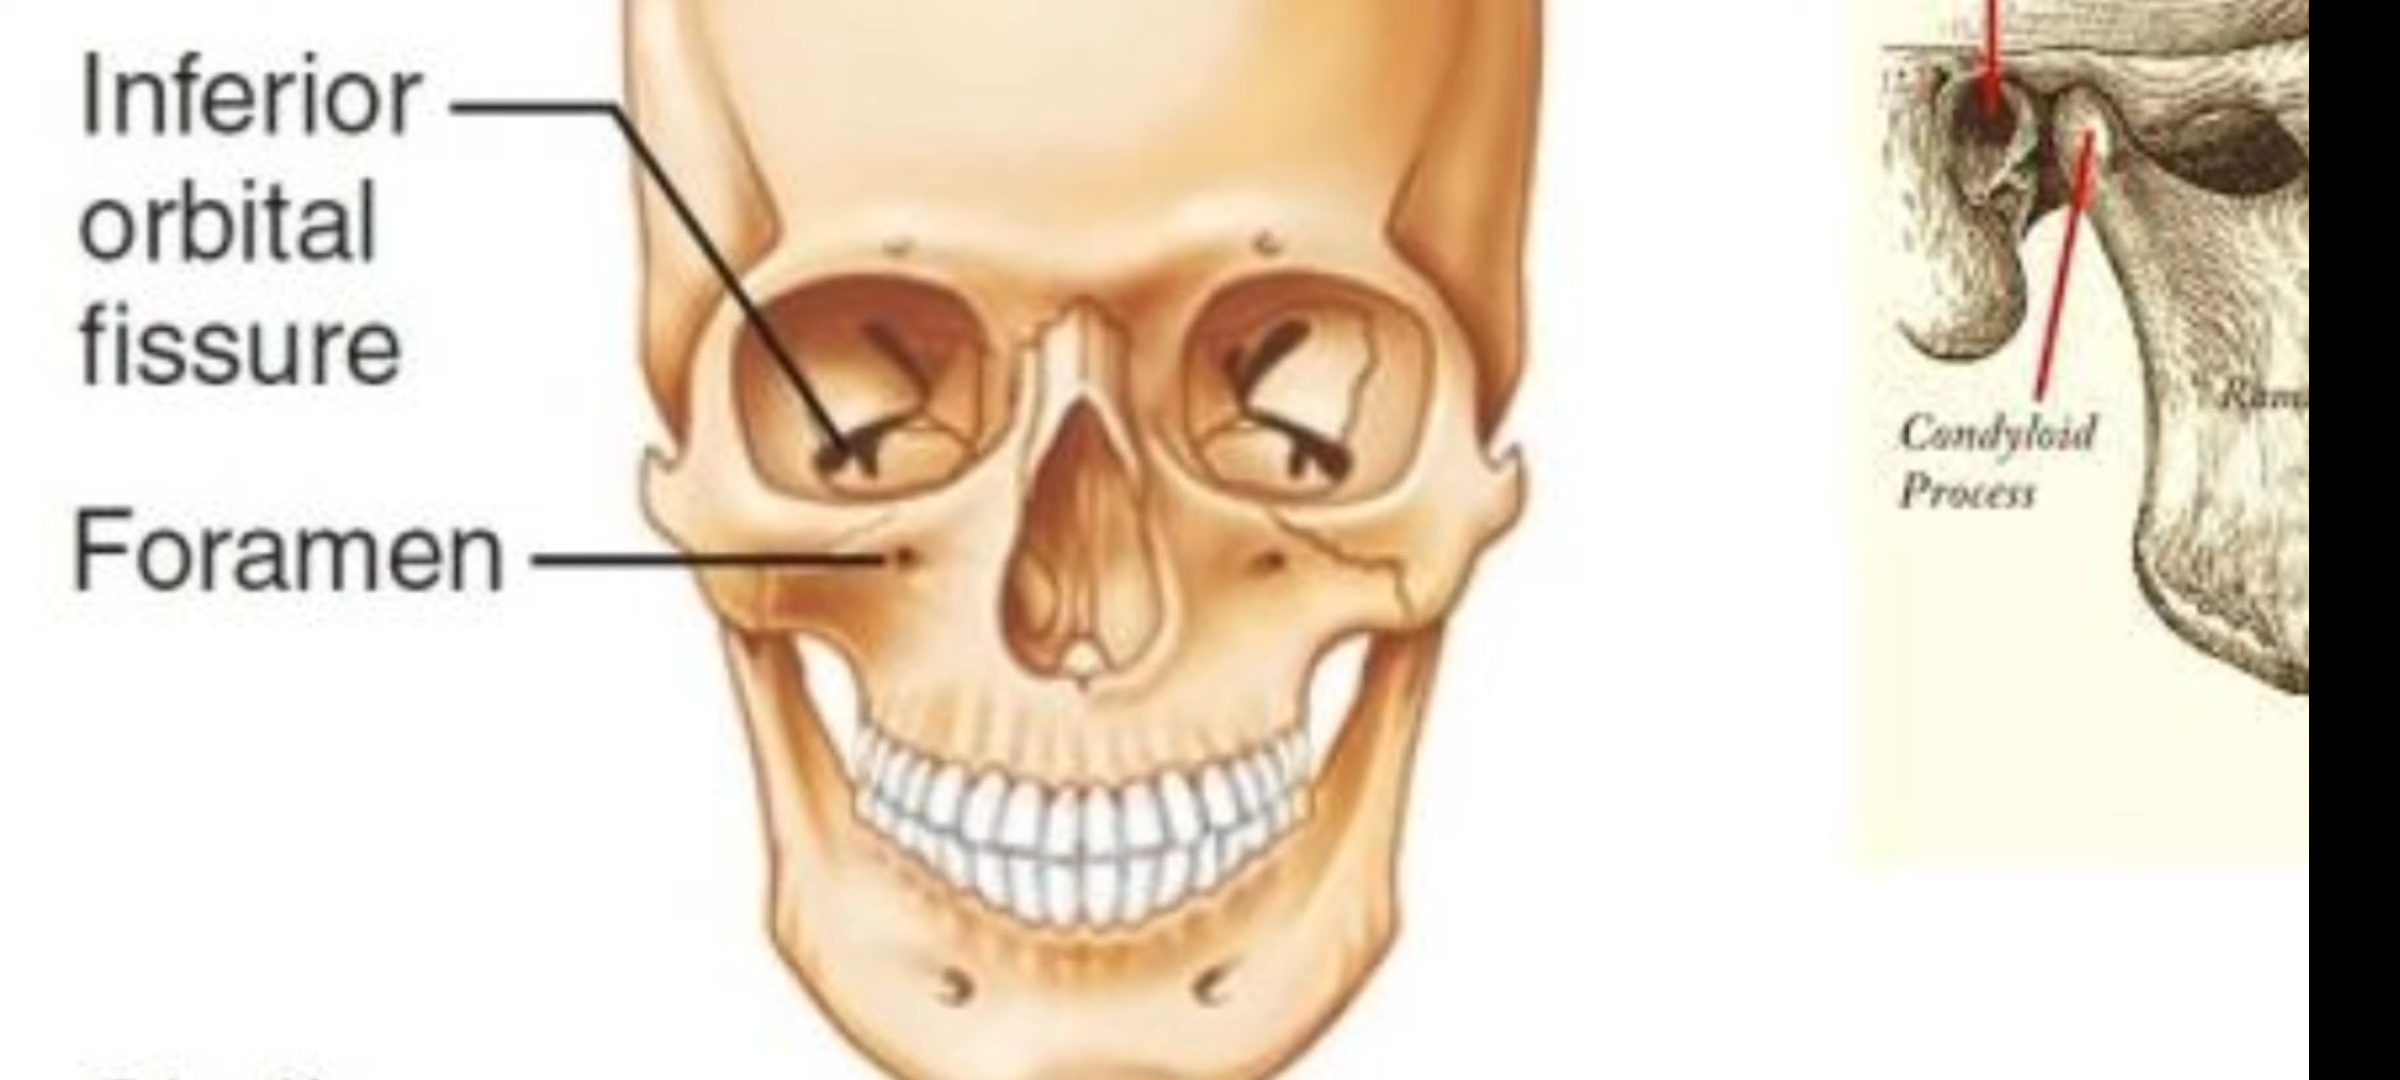 Inferior
orbital
fissure
Foramen
Condyloid
Process